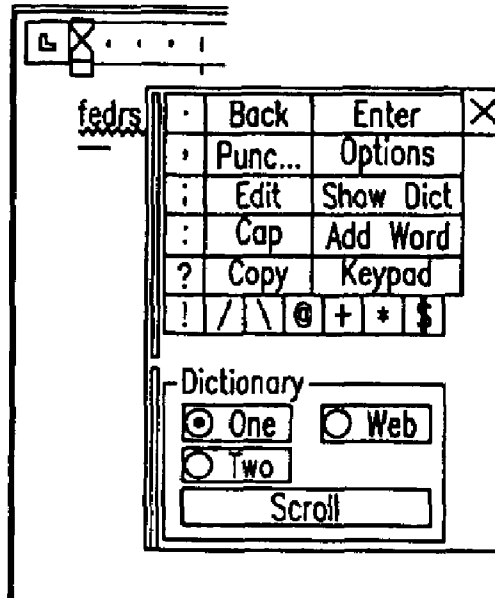 fedrs . Back Enter X
, Punc... Options
; Edit Show Dict
: Cap Add Word
? Copy Keypad
! / \ @ + * $
Dictionary
One Web
Two
Scroll